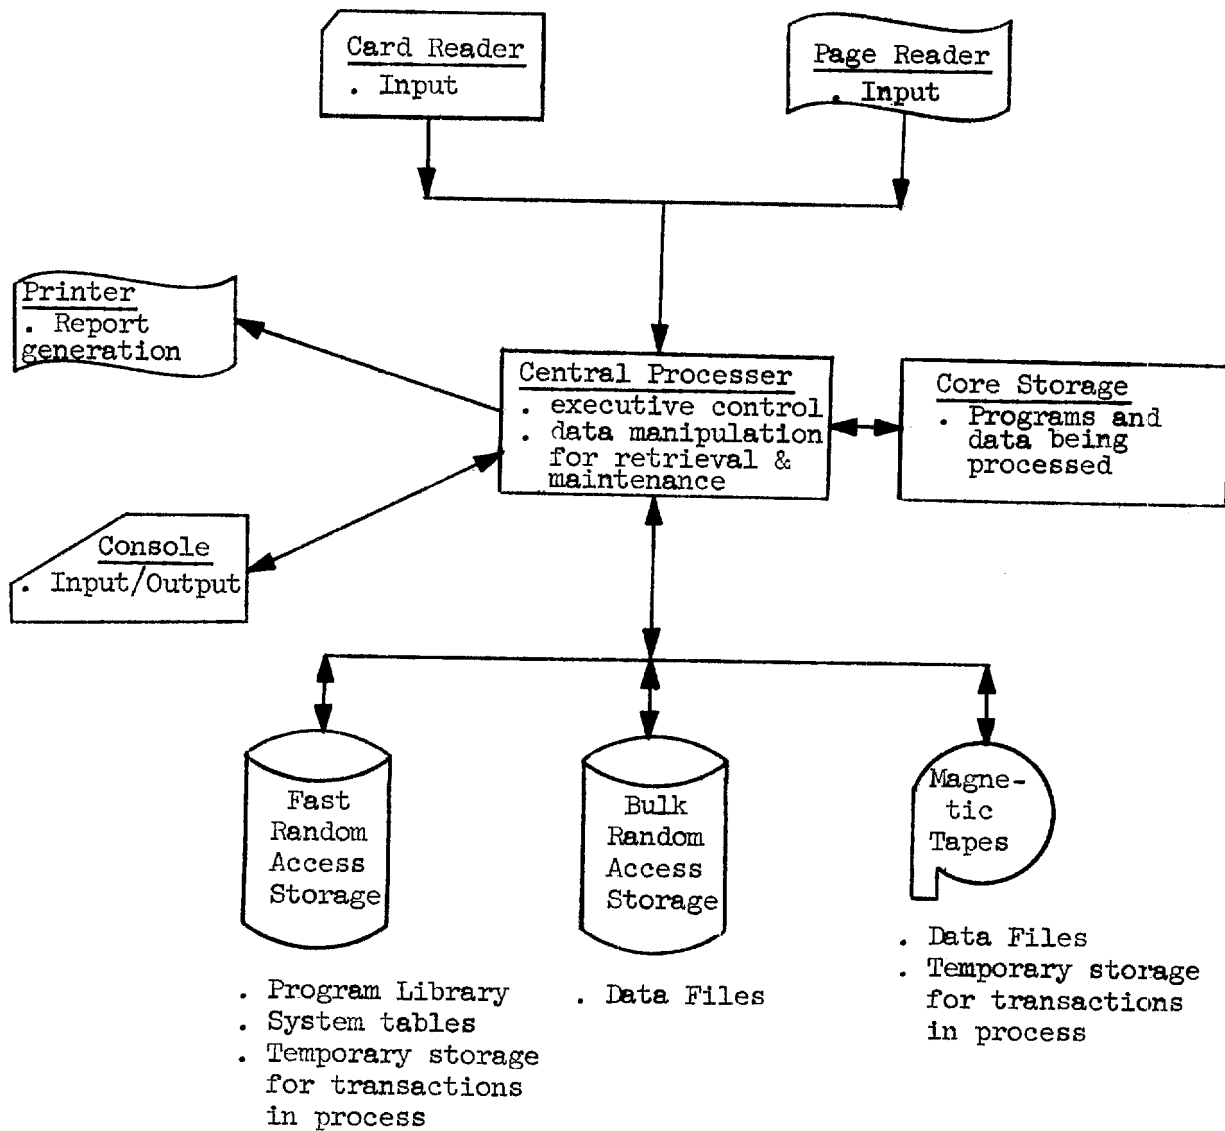 Card Reader
. Input
Page Reader
. Input
Printer
. Report
generation
Central Processer
. executive control
. data manipulation
for retrieval &
maintenance
Core Storage
. Programs and
data being
processed
Console
. Input/Output
Fast
Random
Access
Storage
Bulk
Random
Access
Storage
Magne-
tic
Tapes
. Program Library
. System tables
. Temporary storage
for transactions
in process
. Data Files
. Data Files
. Temporary storage
for transactions
in process